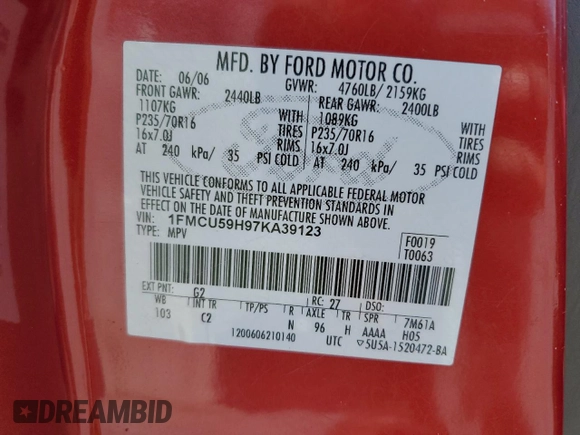 MFD. BY FORD MOTOR CO.
DATE: 06/06 GVWR: 4760LB/ 2159KG
FRONT GAWR: 2440LB REAR GAWR: 2400LB
1107KG WITH 1089KG WITH
P235/70R16 TIRES P235/70R16 TIRES
16x7.0J RIMS 16x7.0J RIMS
AT 240 kPa/ 35 PSI COLD AT 240 kPa/ 35 PSI COLD
THIS VEHICLE CONFORMS TO ALL APPLICABLE FEDERAL MOTOR
VEHICLE SAFETY AND THEFT PREVENTION STANDARDS IN
EFFECT ON THE DATE OF MANUFACTURE SHOWN ABOVE.
VIN: 1FMCU59H97KA39123
TYPE: MPV
F0019
T0063
EXT PNT: G2 RC: 27 DSO:
WB INT TR TP/PS R AXLE TR SPR 7M61A
103 C2 N 96 H AAAA H05
1200606210140 UTC ▽5U5A-1520472-BA
DREAMBID